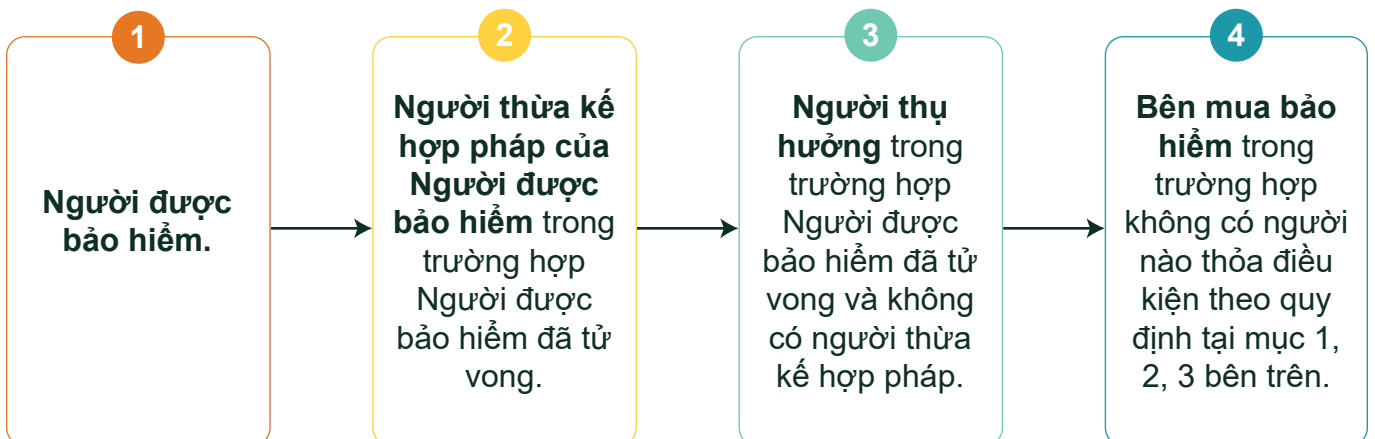 1
Người được
bảo hiểm.
2
Người thừa kế
hợp pháp của
Người được
bảo hiểm trong
trường hợp
Người được
bảo hiểm đã tử
vong.
3
Người thụ
hưởng trong
trường hợp
Người được
bảo hiểm đã tử
vong và không
có người thừa
kế hợp pháp.
4
Bên mua bảo
hiểm trong
trường hợp
không có người
nào thỏa điều
kiện theo quy
định tại mục 1,
2, 3 bên trên.